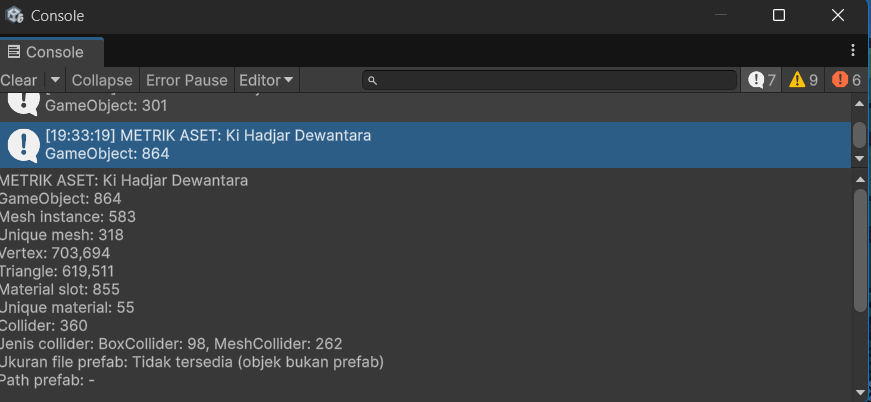 Console
Console
Clear
Collapse
Error Pause
Editor
7
9
6
GameObject: 301
[19:33:19] METRIK ASET: Ki Hadjar Dewantara
GameObject: 864
METRIK ASET: Ki Hadjar Dewantara
GameObject: 864
Mesh instance: 583
Unique mesh: 318
Vertex: 703,694
Triangle: 619,511
Material slot: 855
Unique material: 55
Collider: 360
Jenis collider: BoxCollider: 98, MeshCollider: 262
Ukuran file prefab: Tidak tersedia (objek bukan prefab)
Path prefab: -